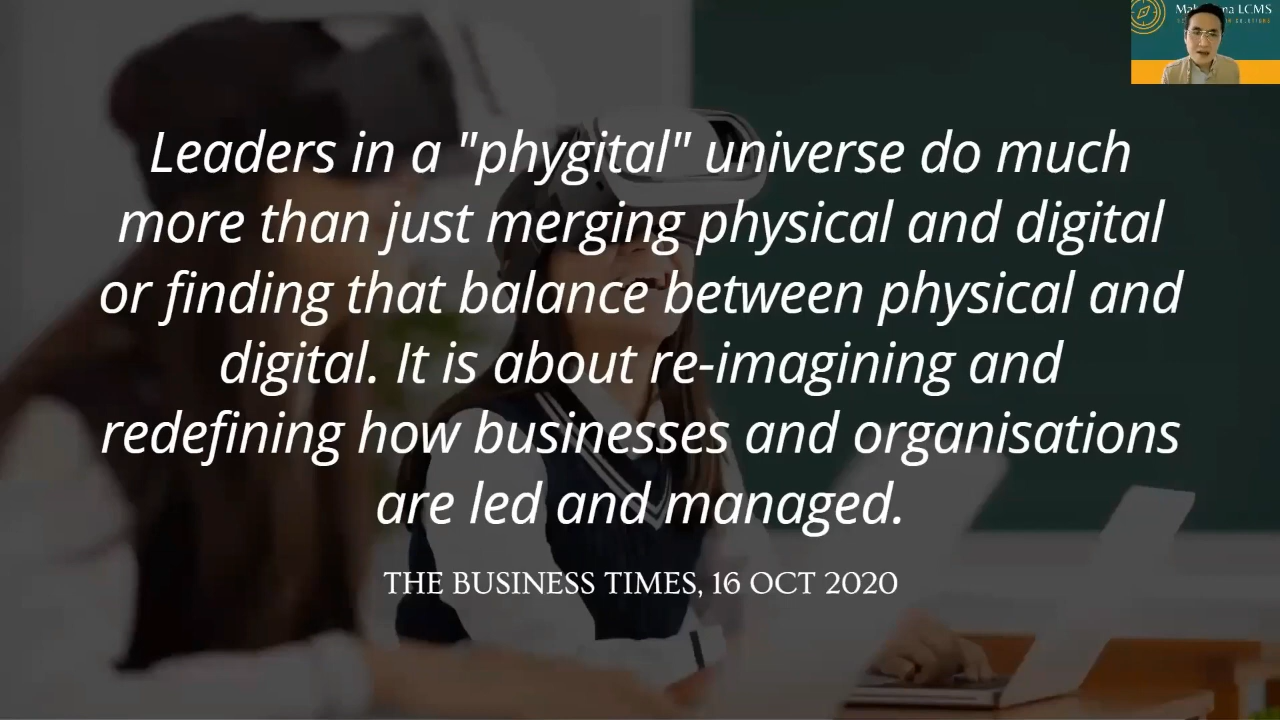 LCMS
Leaders in a "phygital" universe do much
more than just merging physical and digital
or finding that balance between physical and
digital. It is about re-imagining and
redefining how businesses and organisations
are led and managed.
THE BUSINESS TIMES, 16 OCT 2020